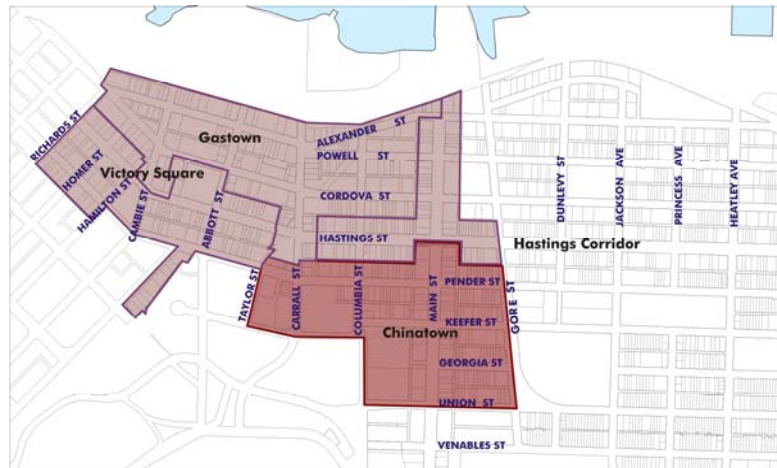 RICHARDS ST
HOMER ST
HAMILTON ST
Victory Square
CAMBIE ST
ABBOTT ST
Gastown
ALEXANDER ST
POWELL ST
CORDOVA ST
HASTINGS ST
DUNLEVY ST
JACKSON AVE
PRINCESS AVE
HEATLEY AVE
Hastings Corridor
TAYLOR ST
CARRALL ST
COLUMBIA ST
MAIN ST
PENDER ST
GORE ST
KEEFER ST
Chinatown
GEORGIA ST
UNION ST
VENABLES ST